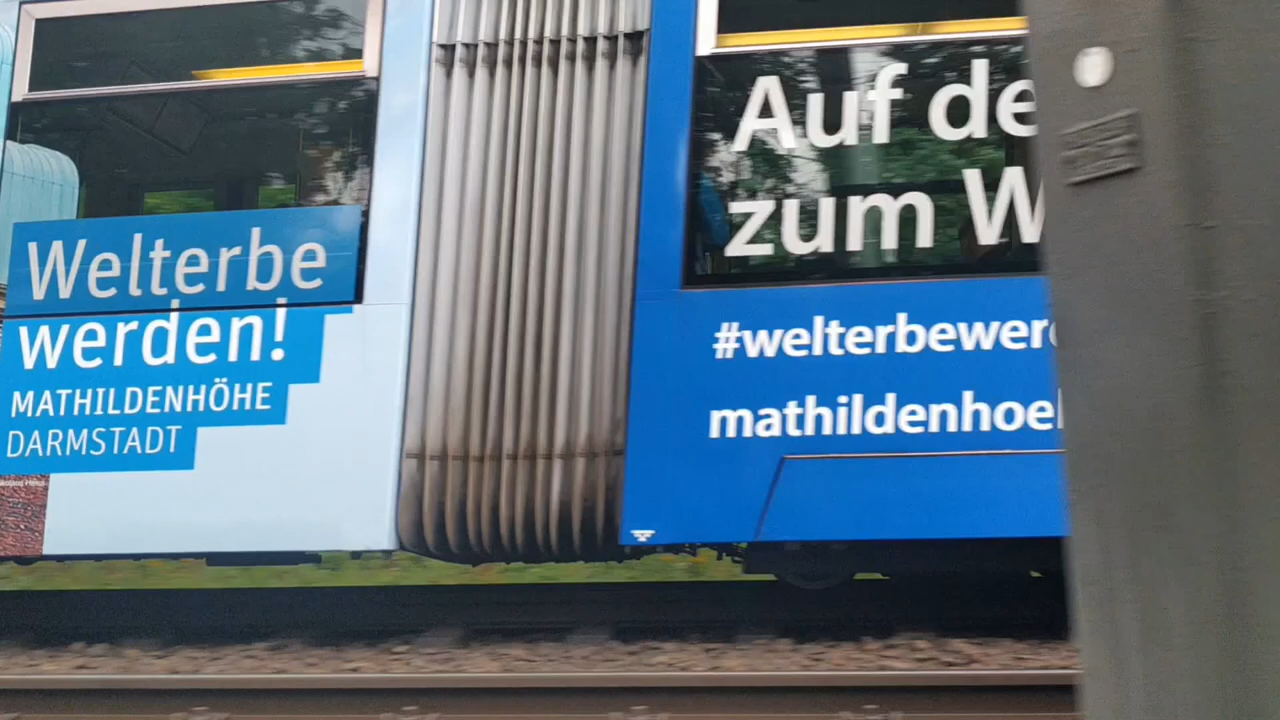 Welterbe
werden!
MATHILDENHÖHE
DARMSTADT
Auf de
zum W
#welterbewer
mathildenhoe